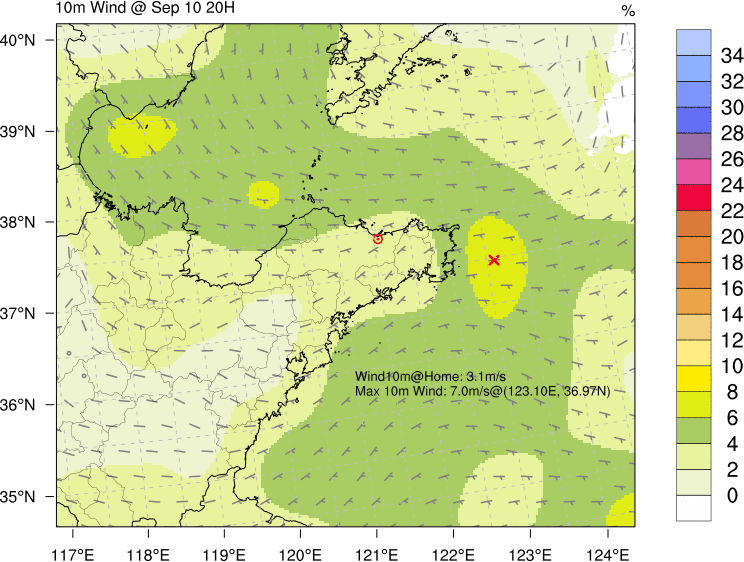 10m Wind @ Sep 10 20H
%
40°N
39°N
38°N
37°N
36°N
35°N
Wind10m@Home: 3.1m/s
Max 10m Wind: 7.0m/s@(123.10E, 36.97N)
117°E 118°E 119°E 120°E 121°E 122°E 123°E 124°E
34
32
30
28
26
24
22
20
18
16
14
12
10
8
6
4
2
0